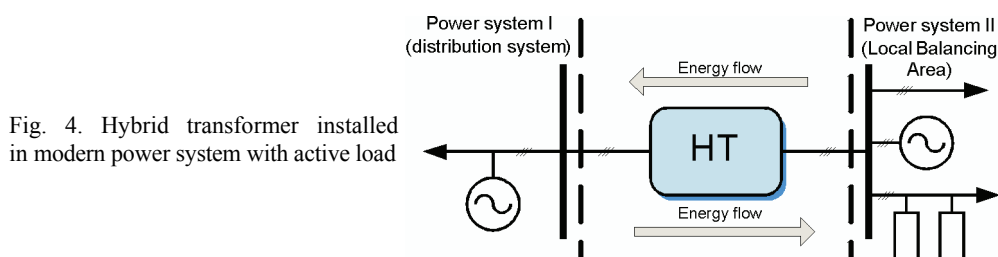 Fig. 4. Hybrid transformer installed
in modern power system with active load
Power system I
(distribution system)
Energy flow
HT
Energy flow
Power system II
(Local Balancing
Area)